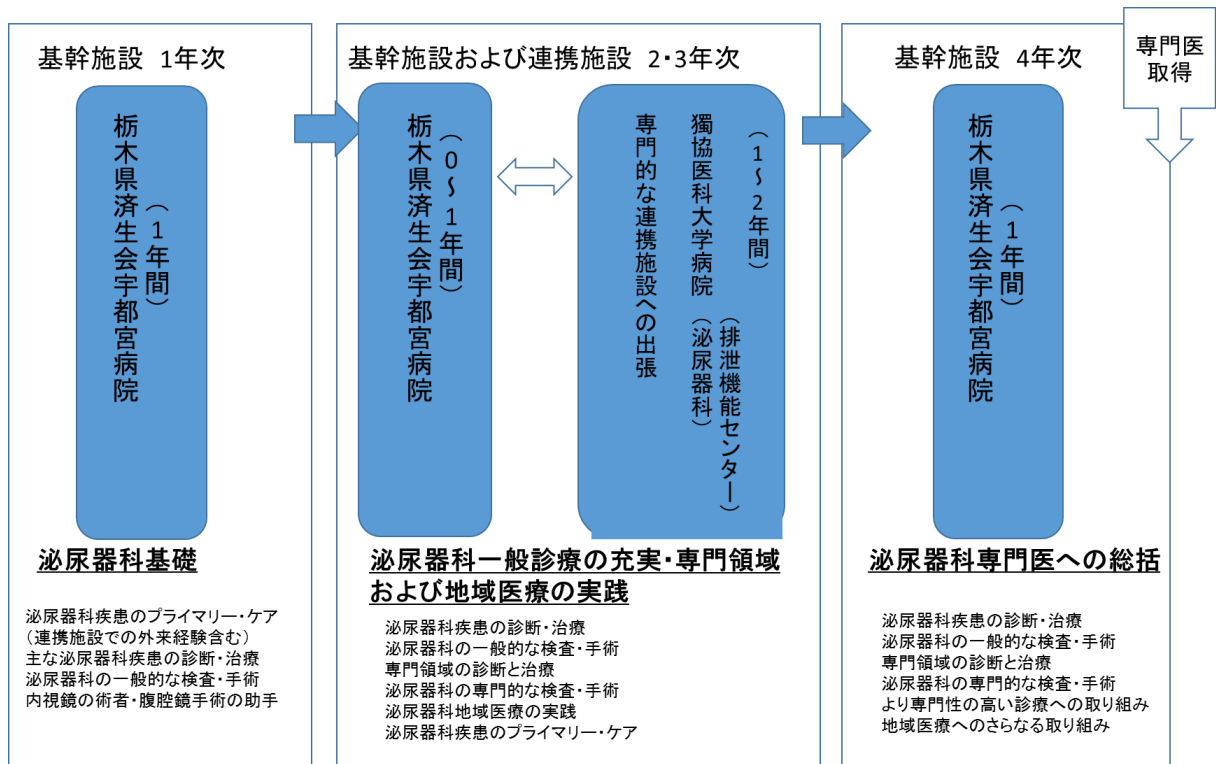 基幹施設 1年次
栃木県済生会宇都宮病院
(1年間)
泌尿器科基礎
泌尿器科疾患のプライマリー・ケア
(連携施設での外来経験含む)
主な泌尿器科疾患の診断・治療
泌尿器科の一般的な検査・手術
内視鏡の術者・腹腔鏡手術の助手
基幹施設および連携施設 2・3年次
栃木県済生会宇都宮病院
(0~1年間)
(1~2年間)
獨協医科大学病院
(排泄機能センター)
(泌尿器科)
専門的な連携施設への出張
泌尿器科一般診療の充実・専門領域
および地域医療の実践
泌尿器科疾患の診断・治療
泌尿器科の一般的な検査・手術
専門領域の診断と治療
泌尿器科の専門的な検査・手術
泌尿器科地域医療の実践
泌尿器科疾患のプライマリー・ケア
基幹施設 4年次
栃木県済生会宇都宮病院
(1年間)
泌尿器科専門医への総括
泌尿器科疾患の診断・治療
泌尿器科の一般的な検査・手術
専門領域の診断と治療
泌尿器科の専門的な検査・手術
より専門性の高い診療への取り組み
地域医療へのさらなる取り組み
専門医
取得